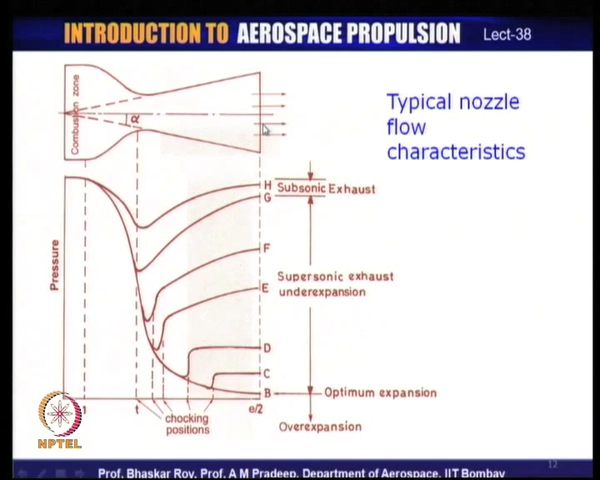 INTRODUCTION TO AEROSPACE PROPULSION Lect-38
Combustion zone
α
Typical nozzle
flow
characteristics
Pressure
H Subsonic Exhaust
G
F
Supersonic exhaust
E underexpansion
D
C
B Optimum expansion
Overexpansion
1 t e/2
chocking
positions
NPTEL
12
Prof. Bhaskar Roy, Prof. A M Pradeep, Department of Aerospace, IIT Bombay